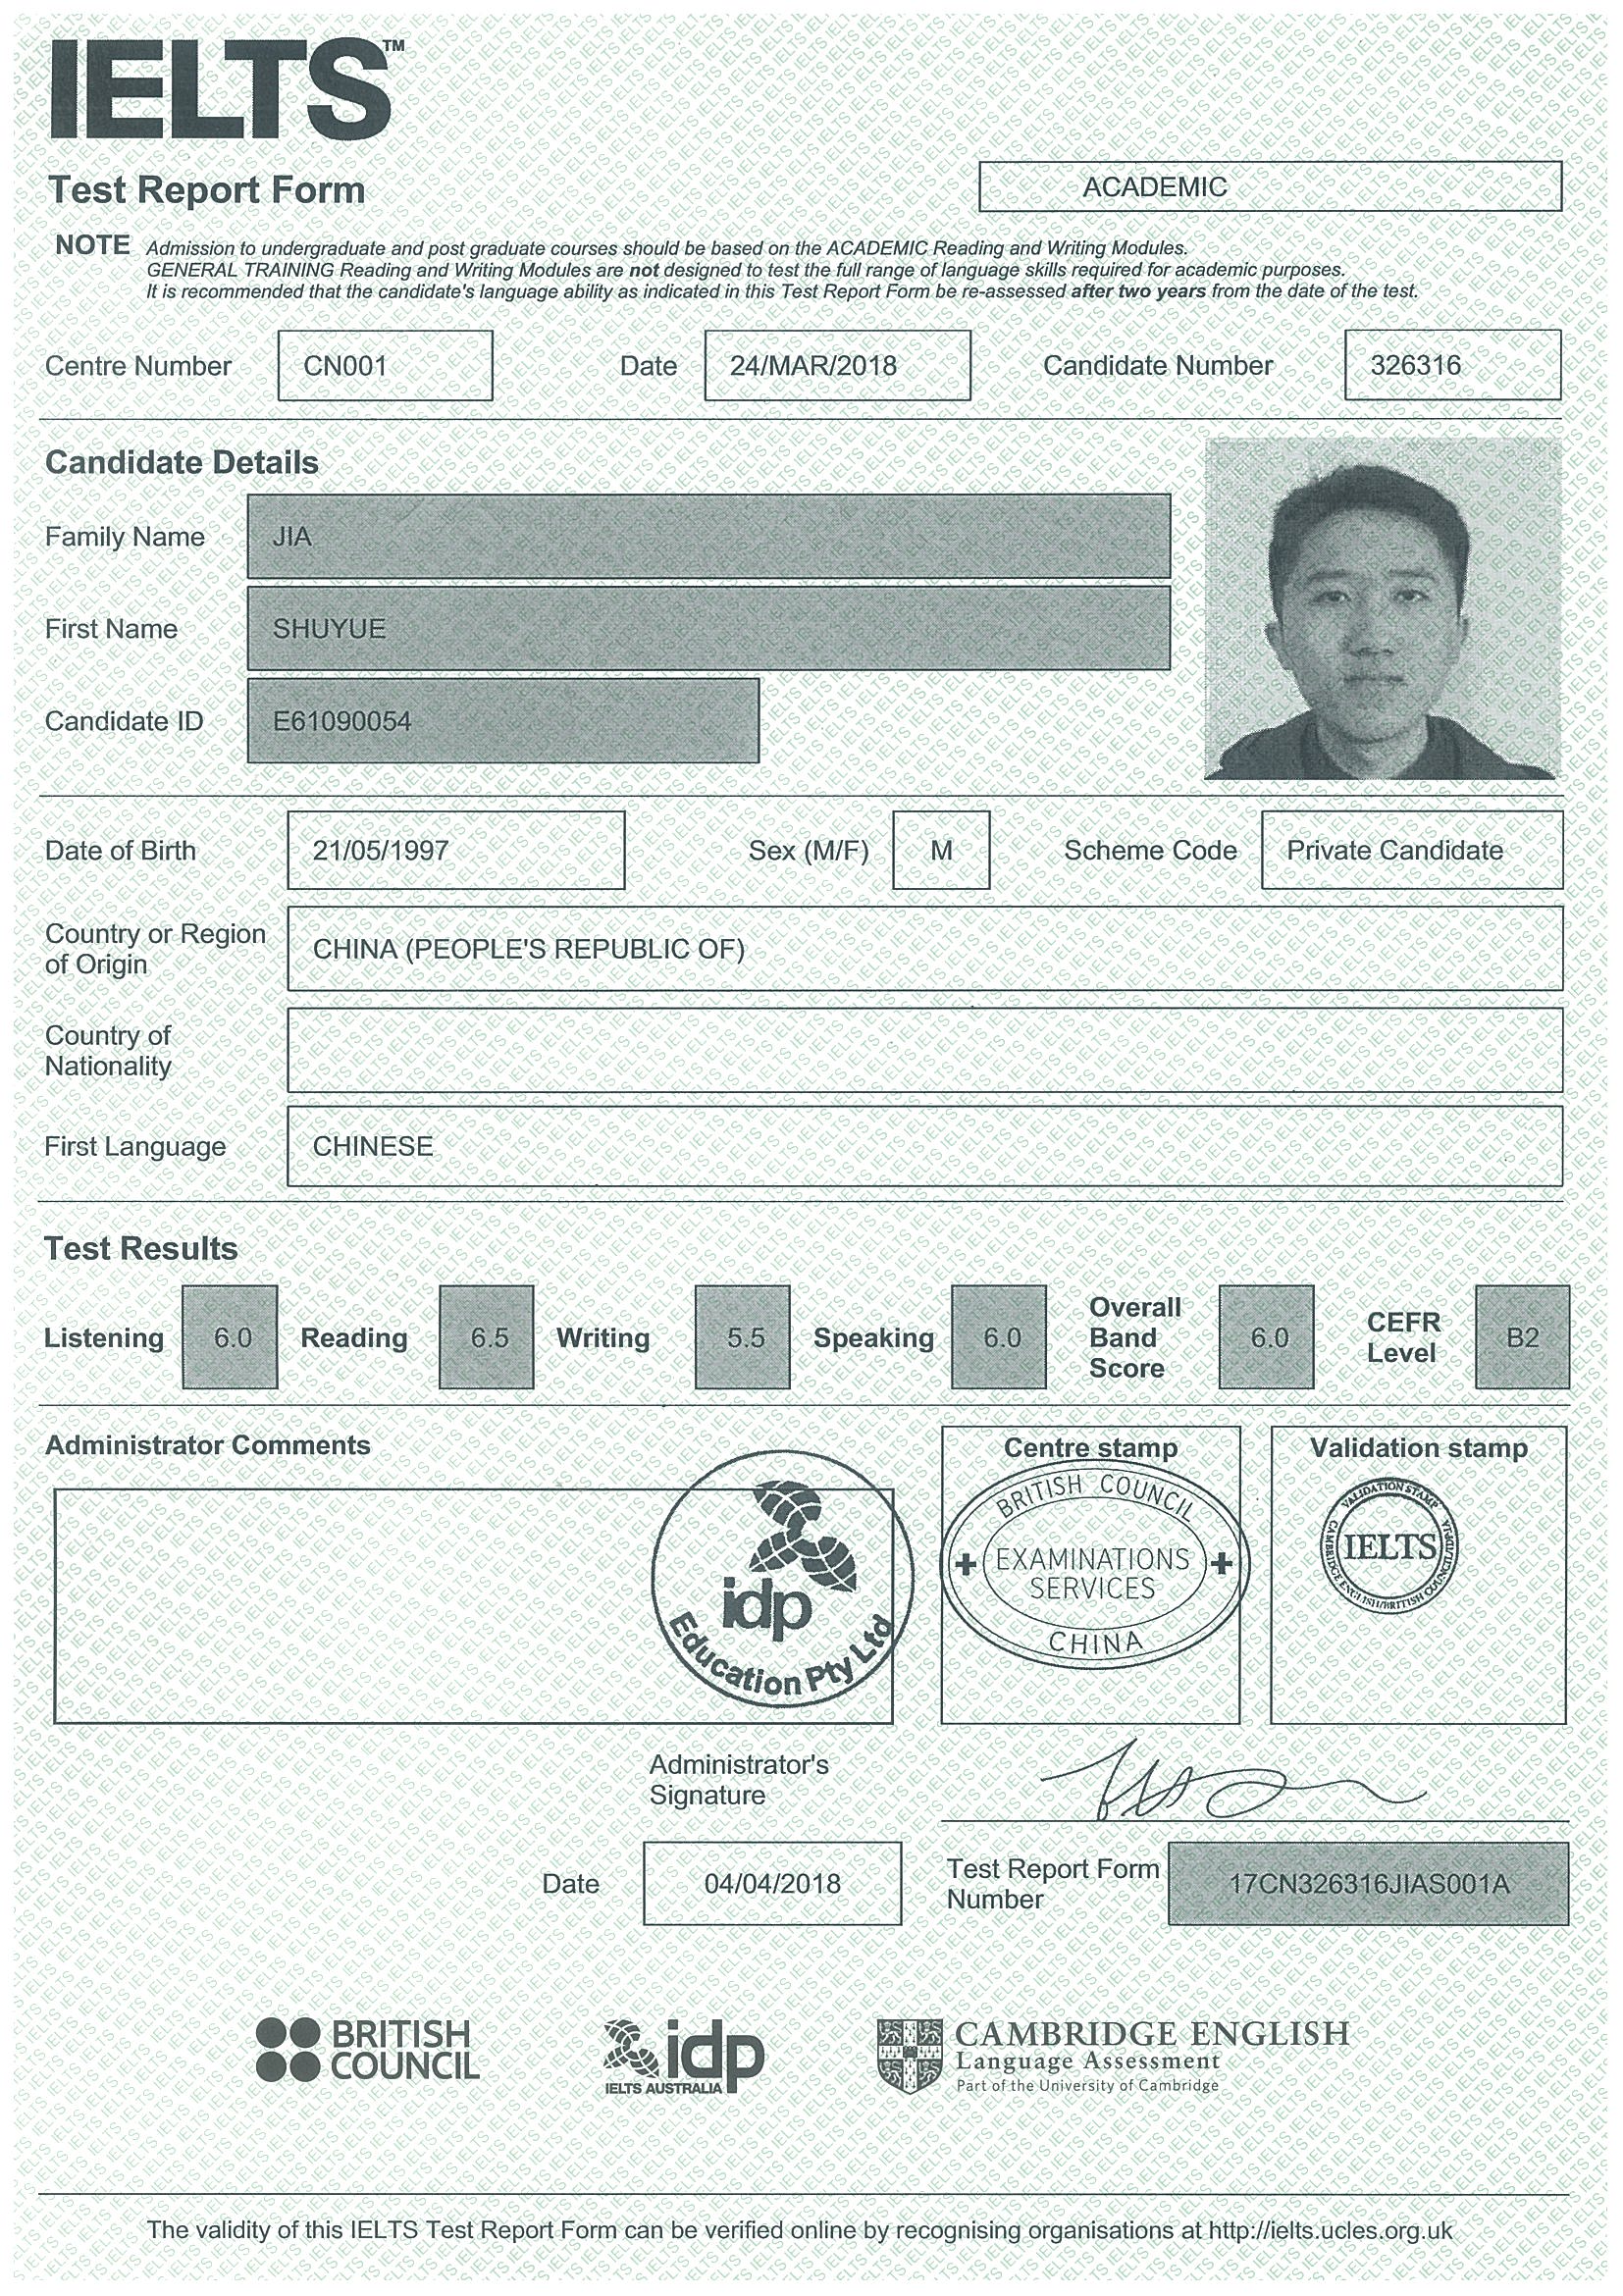 IELTS™
Test Report Form
ACADEMIC
NOTE Admission to undergraduate and post graduate courses should be based on the ACADEMIC Reading and Writing Modules.
GENERAL TRAINING Reading and Writing Modules are not designed to test the full range of language skills required for academic purposes.
It is recommended that the candidate's language ability as indicated in this Test Report Form be re-assessed after two years from the date of the test.
Centre Number CN001 Date 24/MAR/2018 Candidate Number 326316
Candidate Details
Family Name JIA
First Name SHUYUE
Candidate ID E61090054
Date of Birth 21/05/1997 Sex (M/F) M Scheme Code Private Candidate
Country or Region
of Origin
CHINA (PEOPLE'S REPUBLIC OF)
Country of
Nationality
First Language CHINESE
Test Results
Listening 6.0 Reading 6.5 Writing 5.5 Speaking 6.0 Overall Band Score 6.0 CEFR Level B2
Administrator Comments
idp
Education Pty Ltd
Centre stamp
BRITISH COUNCIL
EXAMINATIONS
SERVICES
CHINA
Validation stamp
VALIDATION STAMP
IELTS
CAMBRIDGE ENGLISH/BRITISH COUNCIL/IDP:IA
Administrator's
Signature
Date 04/04/2018
Test Report Form
Number
17CN326316JIAS001A
BRITISH
COUNCIL
idp
IELTS AUSTRALIA
CAMBRIDGE ENGLISH
Language Assessment
Part of the University of Cambridge
The validity of this IELTS Test Report Form can be verified online by recognising organisations at http://ielts.ucles.org.uk